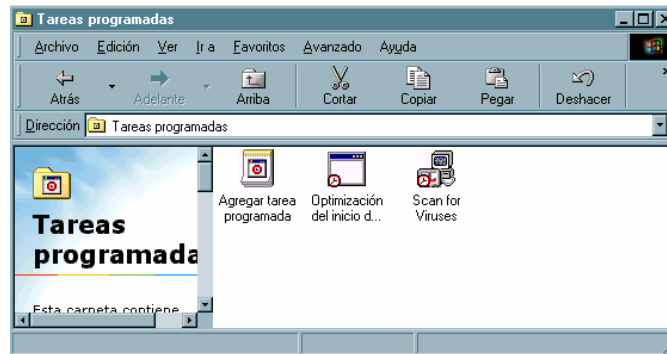 Tareas programadas
Archivo Edición Ver Ir a Favoritos Avanzado Ayuda
Atrás Adelante Arriba Cortar Copiar Pegar Deshacer »
Dirección Tareas programadas
Tareas
programada
Esta carpeta contiene
Agregar tarea
programada
Optimización
del inicio d...
Scan for
Viruses